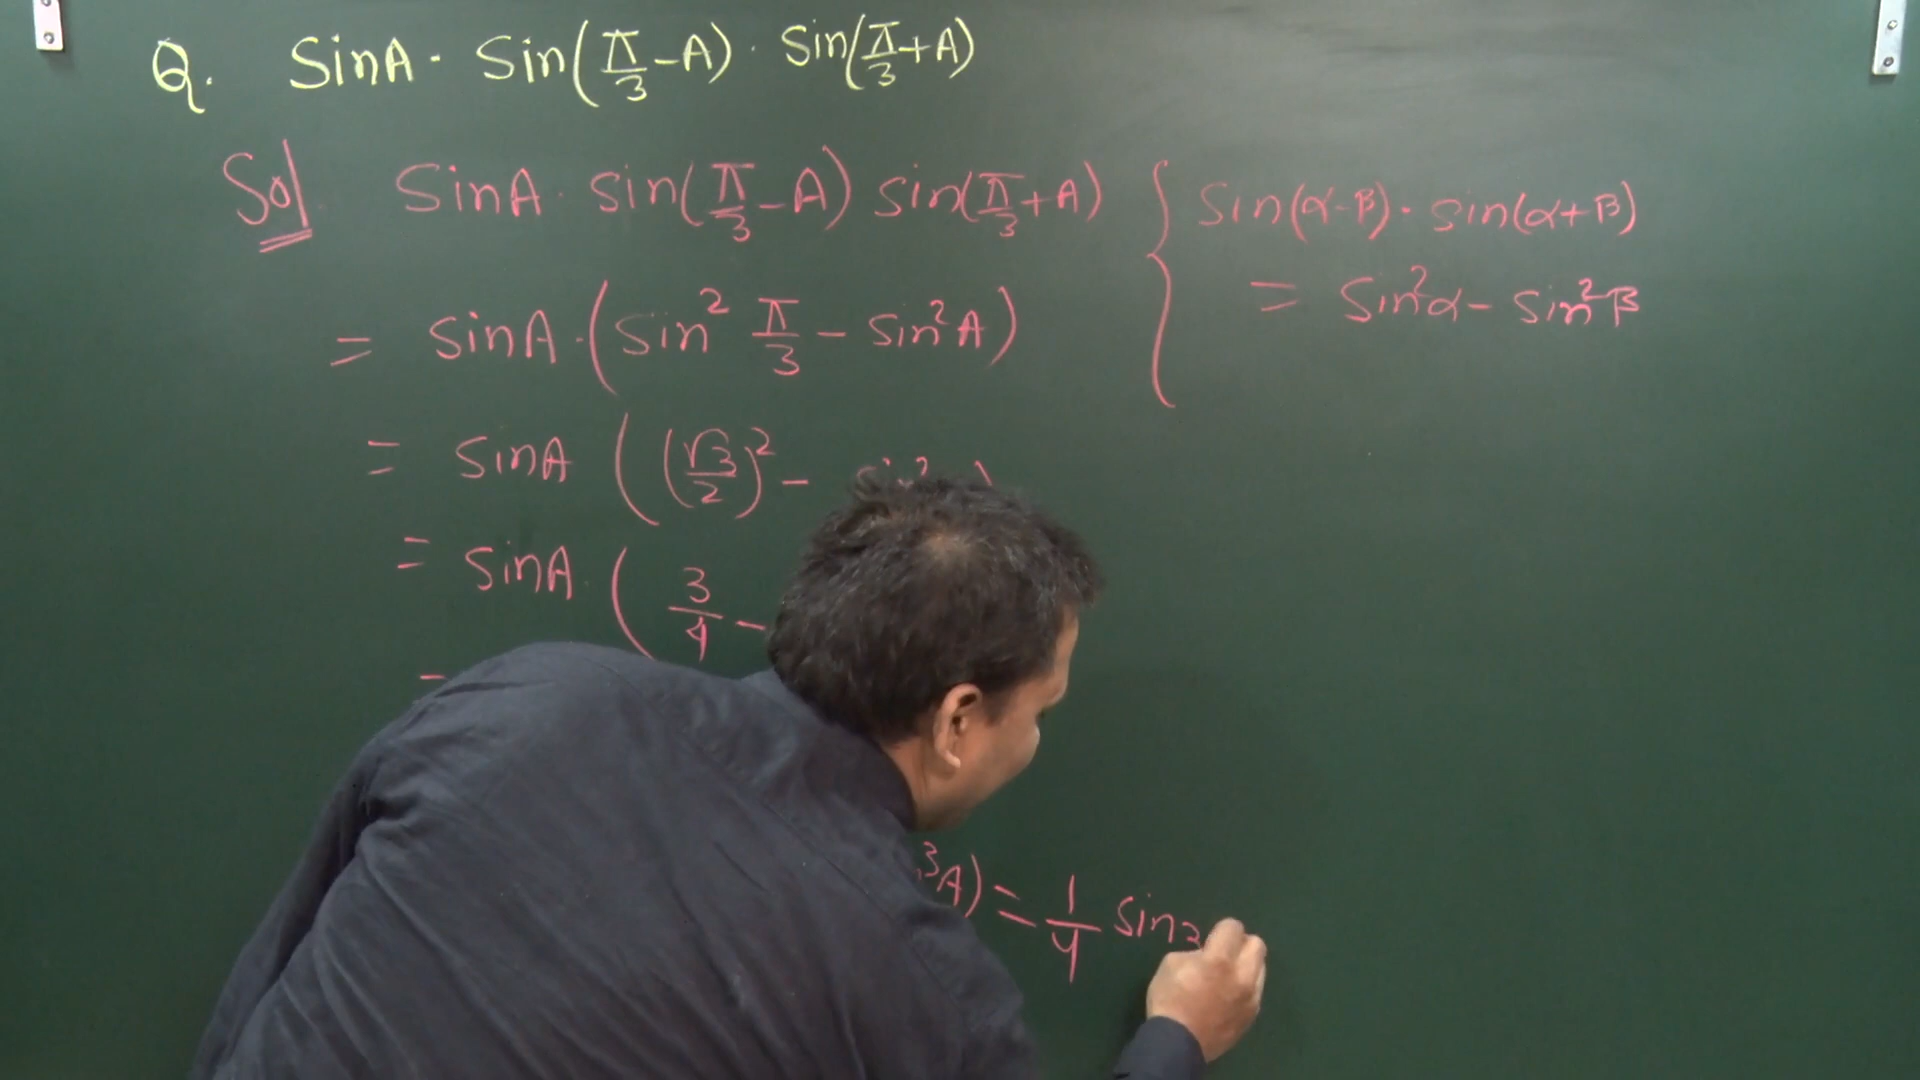 Q. SinA · Sin(π/3 - A) · Sin(π/3 + A)
Sol. SinA · Sin(π/3 - A) Sin(π/3 + A)
= SinA · (Sin² π/3 - Sin²A)
= SinA ((√3/2)² -
= SinA · (3/4 -
=
³A) = 1/4 Sin3
{ Sin(α-β) · Sin(α+β)
= Sin²α - Sin²β